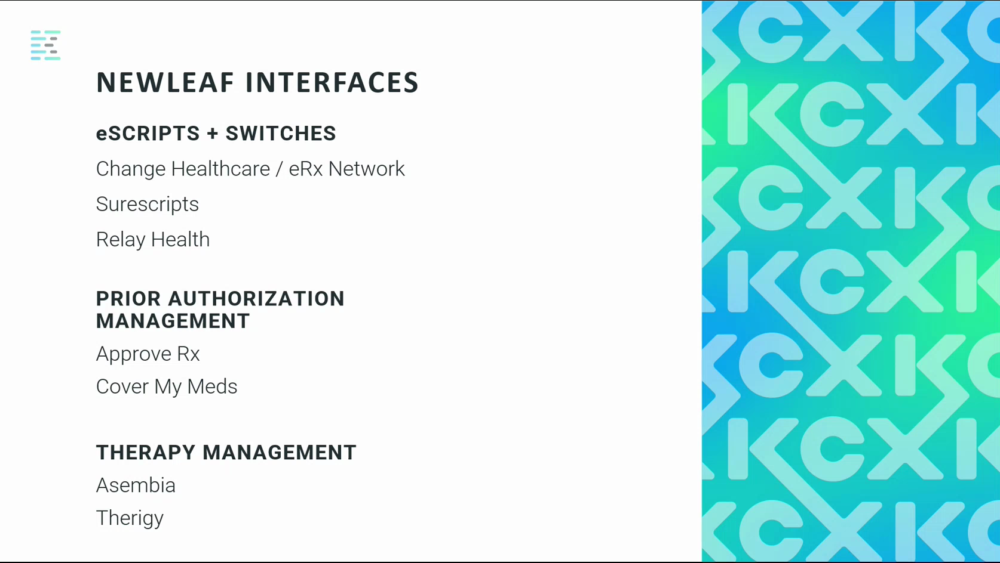 NEWLEAF INTERFACES
eSCRIPTS + SWITCHES
Change Healthcare / eRx Network
Surescripts
Relay Health
PRIOR AUTHORIZATION
MANAGEMENT
Approve Rx
Cover My Meds
THERAPY MANAGEMENT
Asembia
Therigy